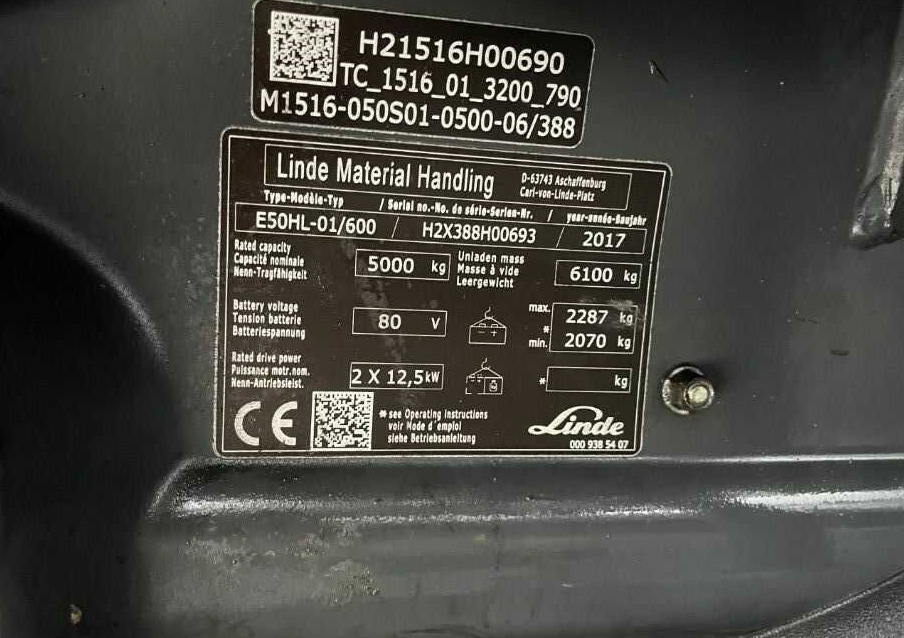 H21516H00690
TC_1516_01_3200_790
M1516-050S01-0500-06/388
Linde Material Handling
D-63743 Aschaffenburg
Carl-von-Linde-Platz
Type-Modèle-Typ / Serial no.-No. de série-Serien-Nr. / year-année-Baujahr
E50HL-01/600 / H2X388H00693 / 2017
Rated capacity
Capacité nominale
Nenn-Tragfähigkeit
5000 kg
Unladen mass
Masse à vide
Leergewicht
6100 kg
Battery voltage
Tension batterie
Batteriespannung
80 V
max. 2287 kg
*
min. 2070 kg
Rated drive power
Puissance motr.nom.
Nenn-Antriebsleist.
2 X 12,5kW
* kg
CE
* see Operating Instructions
voir Mode d'emploi
siehe Betriebsanleitung
Linde
000 938 54 07